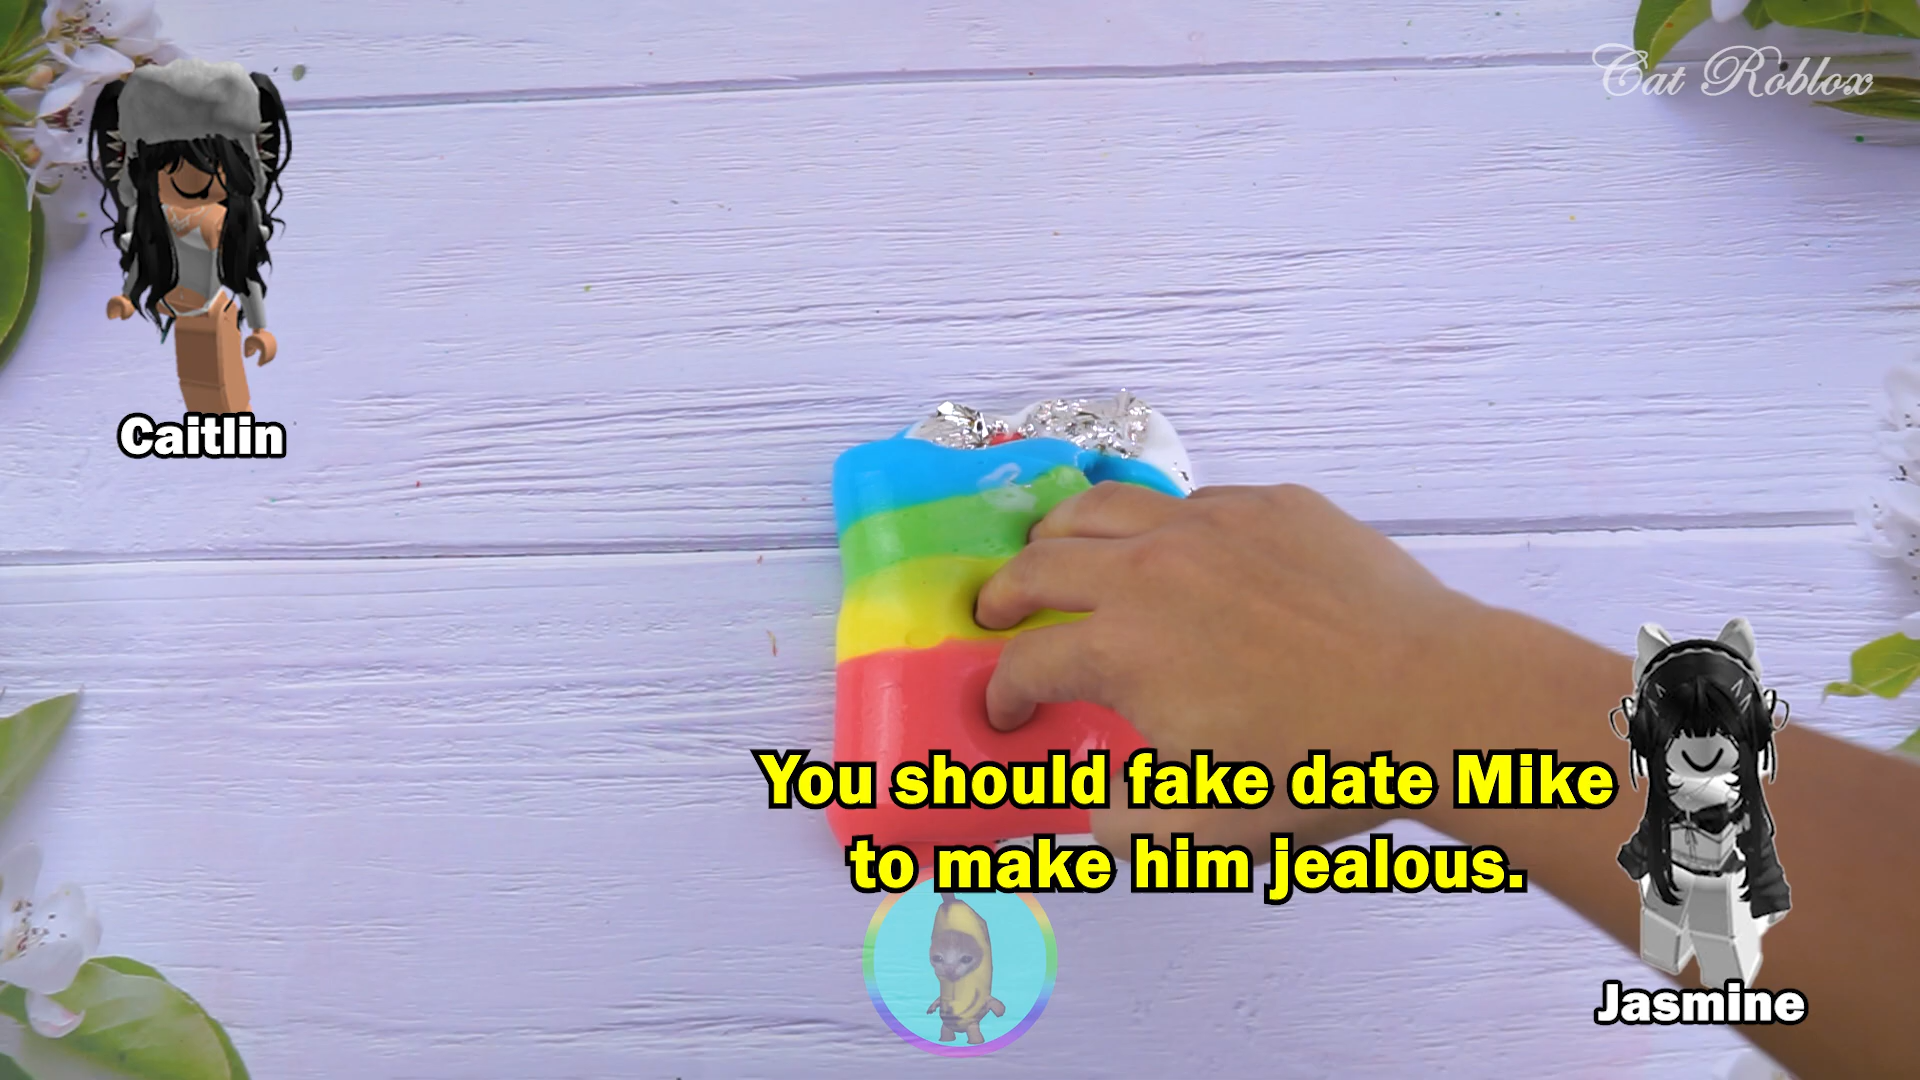 Cat Roblox
Caitlin
You should fake date Mike
to make him jealous.
Jasmine